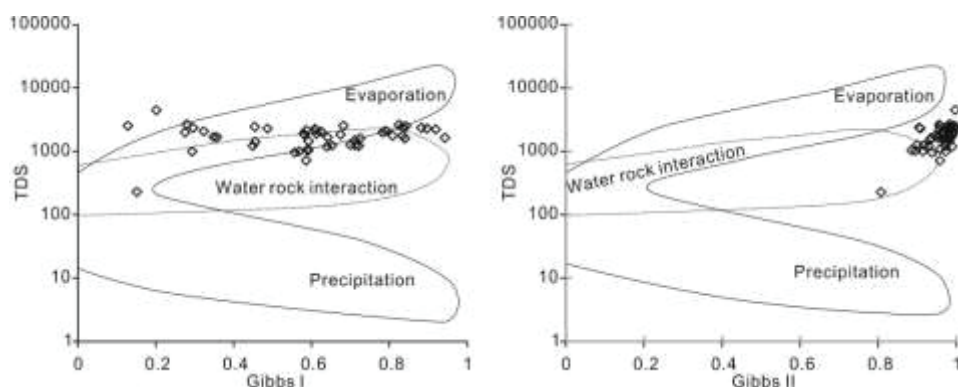 100000
10000
1000
100
10
1
TDS
Evaporation
Water rock interaction
Precipitation
0 0.2 0.4 0.6 0.8 1
Gibbs I
100000
10000
1000
100
10
1
TDS
Evaporation
Water rock interaction
Precipitation
0 0.2 0.4 0.6 0.8 1
Gibbs II